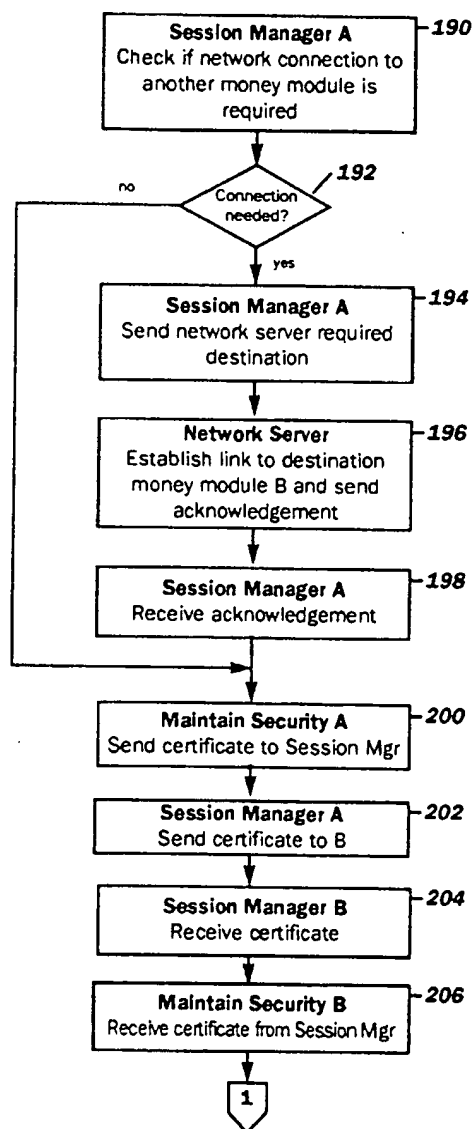 Session Manager A
190
Check if network connection to
another money module is
required
192
no
Connection
needed?
yes
Session Manager A
194
Send network server required
destination
Network Server
196
Establish link to destination
money module B and send
acknowledgement
Session Manager A
198
Receive acknowledgement
Maintain Security A
200
Send certificate to Session Mgr
Session Manager A
202
Send certificate to B
Session Manager B
204
Receive certificate
Maintain Security B
206
Receive certificate from Session Mgr
1